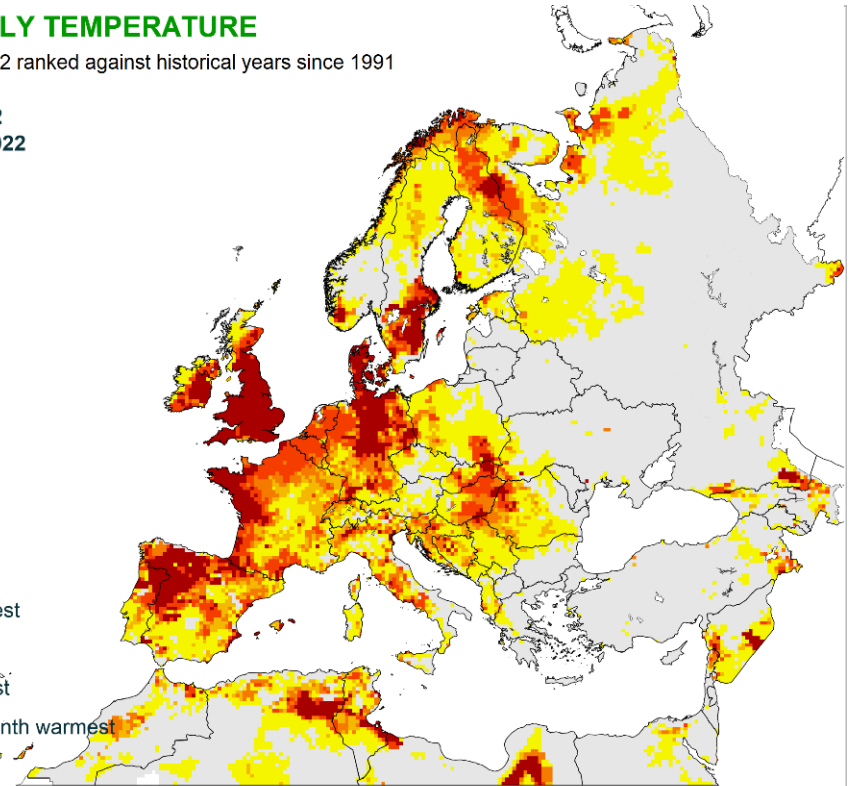 LY TEMPERATURE
2 ranked against historical years since 1991
2
022
est
st
nth warmest